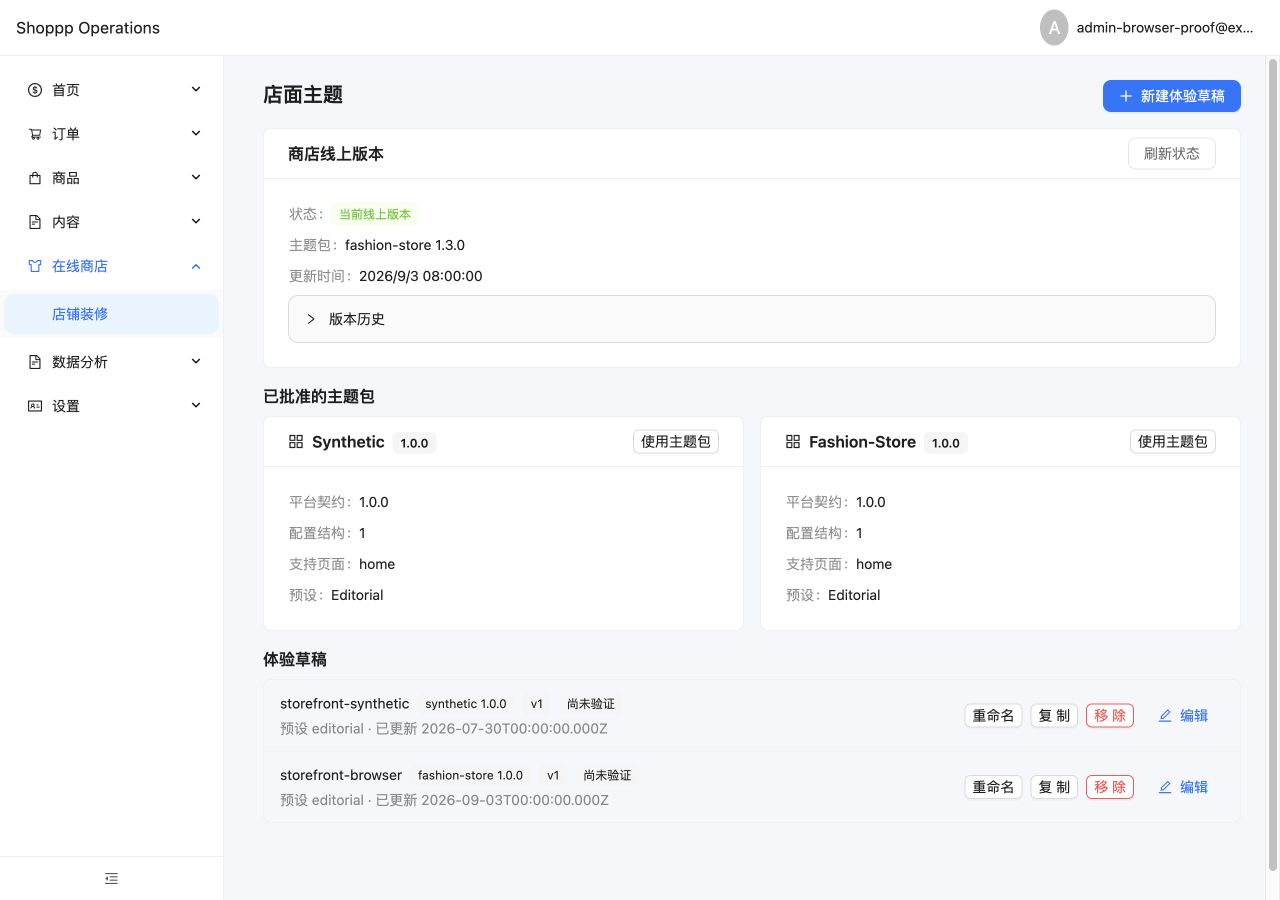 Shoppp Operations
A
admin-browser-proof@ex...
首页
订单
商品
内容
在线商店
店铺装修
数据分析
设置
店面主题
新建体验草稿
商店线上版本
刷新状态
状态： 当前线上版本
主题包： fashion-store 1.3.0
更新时间： 2026/9/3 08:00:00
版本历史
已批准的主题包
Synthetic 1.0.0 使用主题包
平台契约： 1.0.0
配置结构： 1
支持页面： home
预设： Editorial
Fashion-Store 1.0.0 使用主题包
平台契约： 1.0.0
配置结构： 1
支持页面： home
预设： Editorial
体验草稿
storefront-synthetic synthetic 1.0.0 v1 尚未验证
预设 editorial · 已更新 2026-07-30T00:00:00.000Z
重命名 复制 移除 编辑
storefront-browser fashion-store 1.0.0 v1 尚未验证
预设 editorial · 已更新 2026-09-03T00:00:00.000Z
重命名 复制 移除 编辑